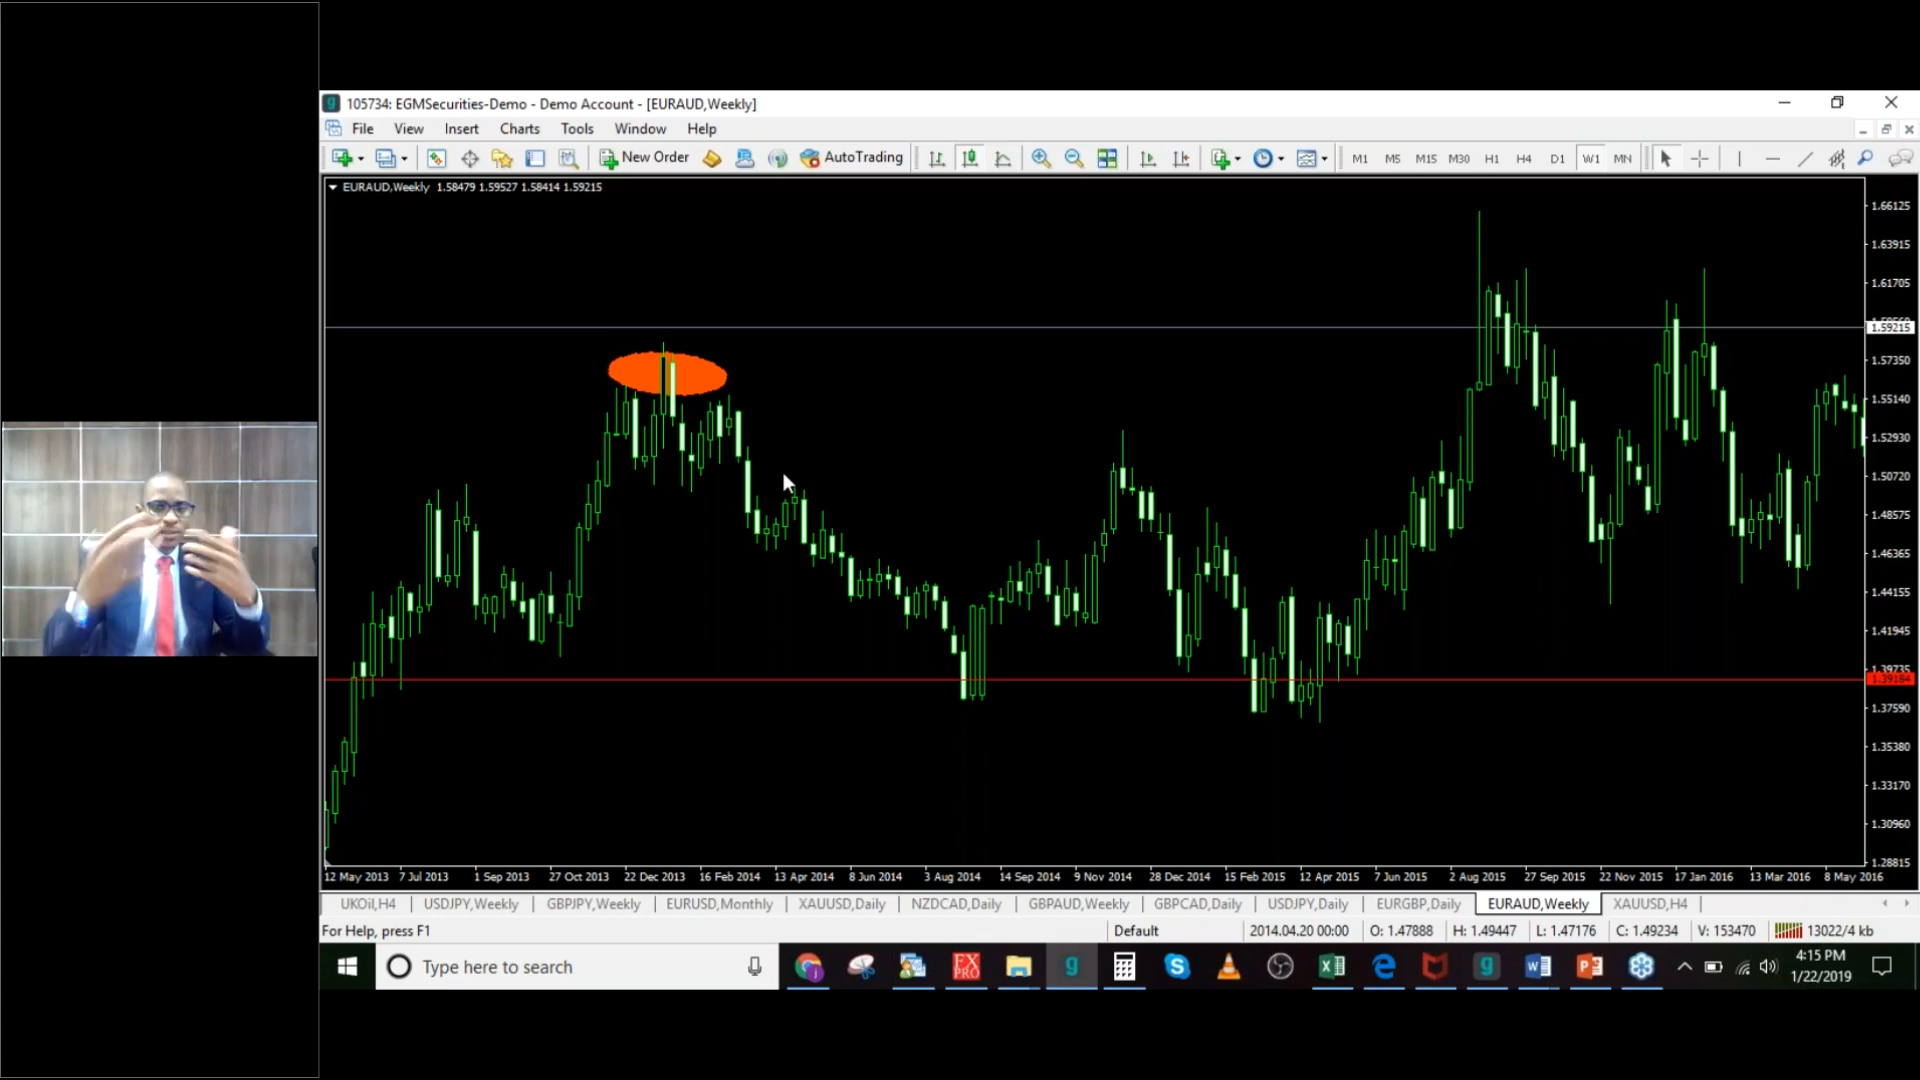 105734: EGMSecurities-Demo - Demo Account - [EURAUD,Weekly]
File View Insert Charts Tools Window Help
New Order AutoTrading M1 M5 M15 M30 H1 H4 D1 W1 MN
EURAUD,Weekly 1.58479 1.59527 1.58414 1.59215
1.66125
1.63915
1.61705
1.59215
1.57350
1.55140
1.52930
1.50720
1.48575
1.46365
1.44155
1.41945
1.39735
1.39184
1.37590
1.35380
1.33170
1.30960
1.28815
12 May 2013 7 Jul 2013 1 Sep 2013 27 Oct 2013 22 Dec 2013 16 Feb 2014 13 Apr 2014 8 Jun 2014 3 Aug 2014 14 Sep 2014 9 Nov 2014 28 Dec 2014 15 Feb 2015 12 Apr 2015 7 Jun 2015 2 Aug 2015 27 Sep 2015 22 Nov 2015 17 Jan 2016 13 Mar 2016 8 May 2016
UKOil,H4 USDJPY,Weekly GBPJPY,Weekly EURUSD,Monthly XAUUSD,Daily NZDCAD,Daily GBPAUD,Weekly GBPCAD,Daily USDJPY,Daily EURGBP,Daily EURAUD,Weekly XAUUSD,H4
For Help, press F1 Default 2014.04.20 00:00 O: 1.47888 H: 1.49447 L: 1.47176 C: 1.49234 V: 153470 13022/4 kb
Type here to search
FX PRO
4:15 PM
1/22/2019